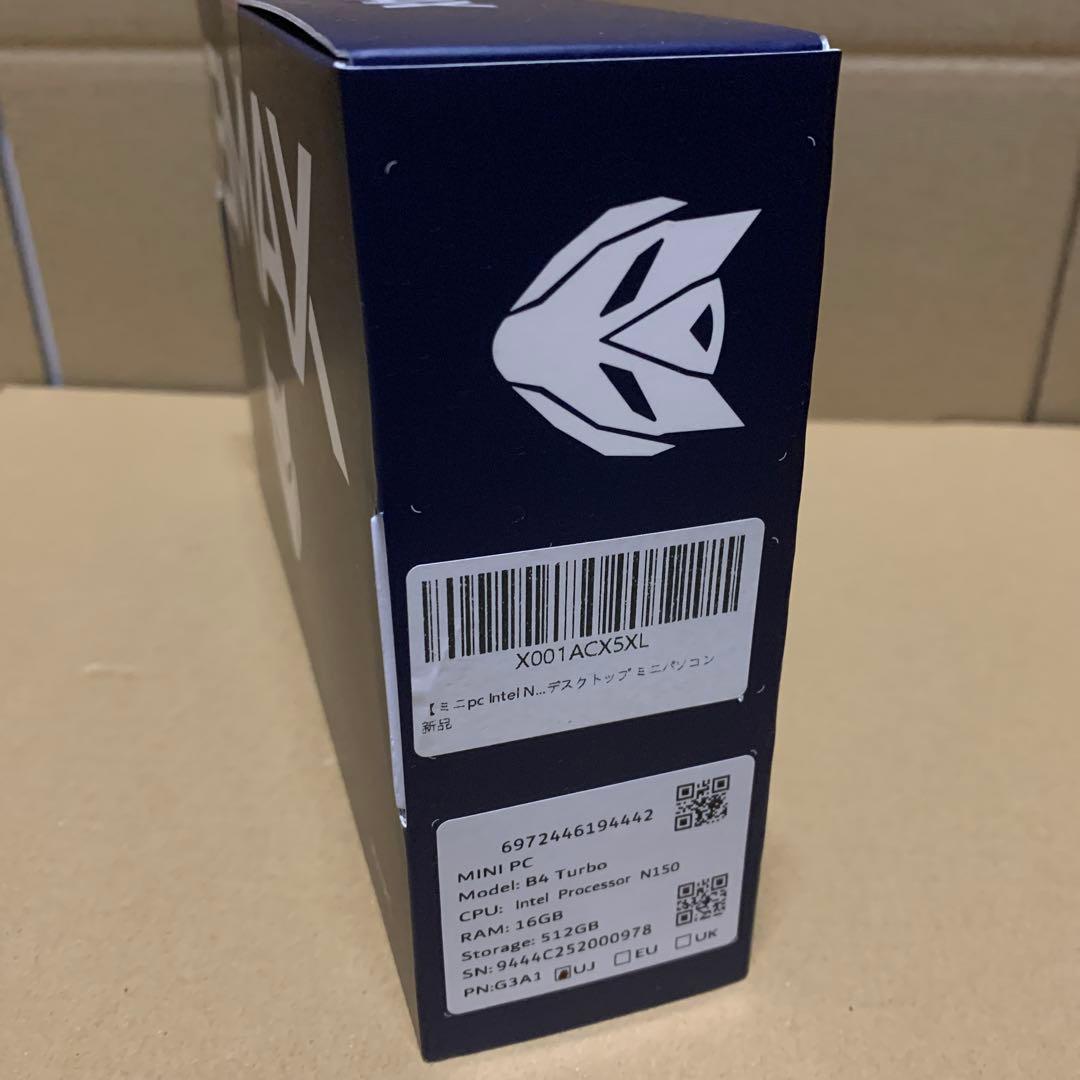 X001ACX5XL
【ミニpc Intel N...デスクトップ ミニパソコン
新品
6972446194442
MINI PC
Model: B4 Turbo
CPU: Intel Processor N150
RAM: 16GB
Storage: 512GB
SN: 9444C252000978
PN:G3A1 UJ EU UK